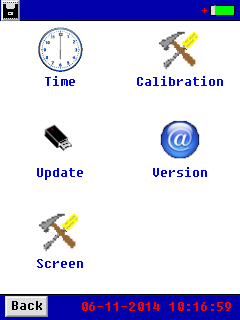 Time Calibration
Update Version
Screen
Back 06-11-2014 10:16:59